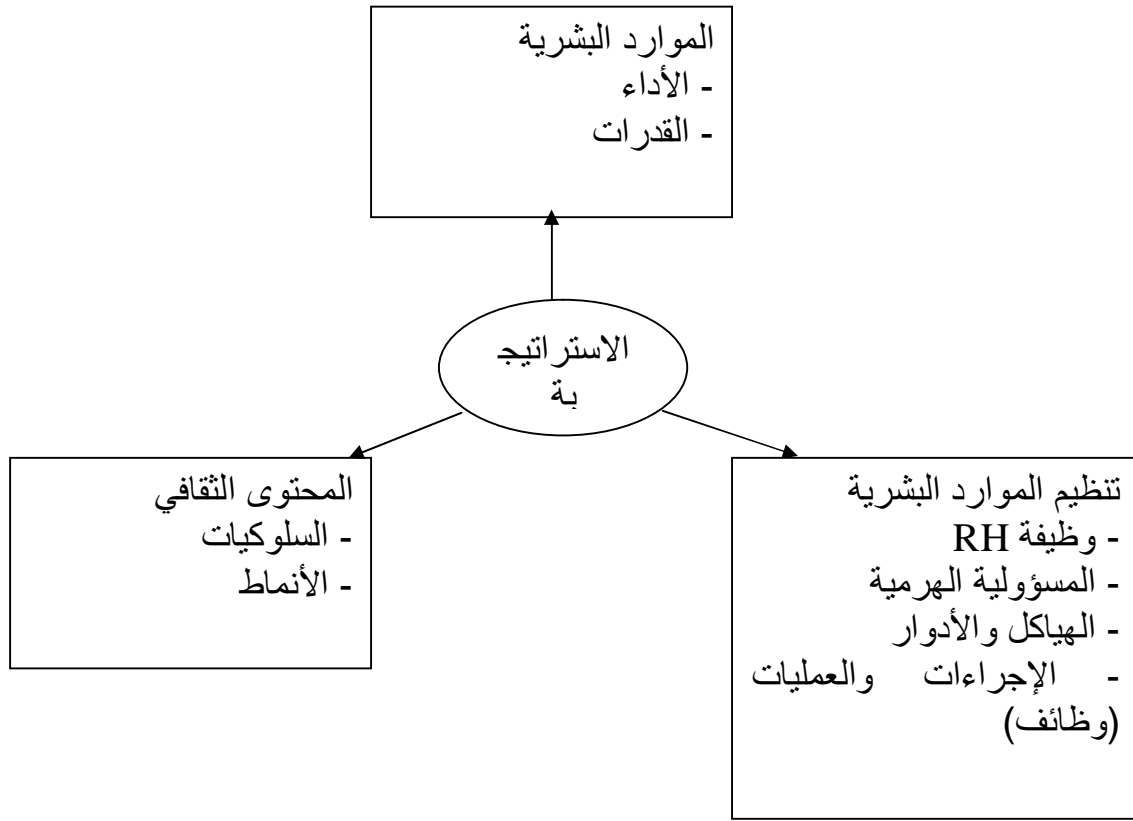 الموارد البشرية
- الأداء
- القدرات
الاستراتيج
ية
تنظيم الموارد البشرية
- وظيفة RH
- المسؤولية الهرمية
- الهياكل والأدوار
- الإجراءات والعمليات
(وظائف)
المحتوى الثقافي
- السلوكيات
- الأنماط